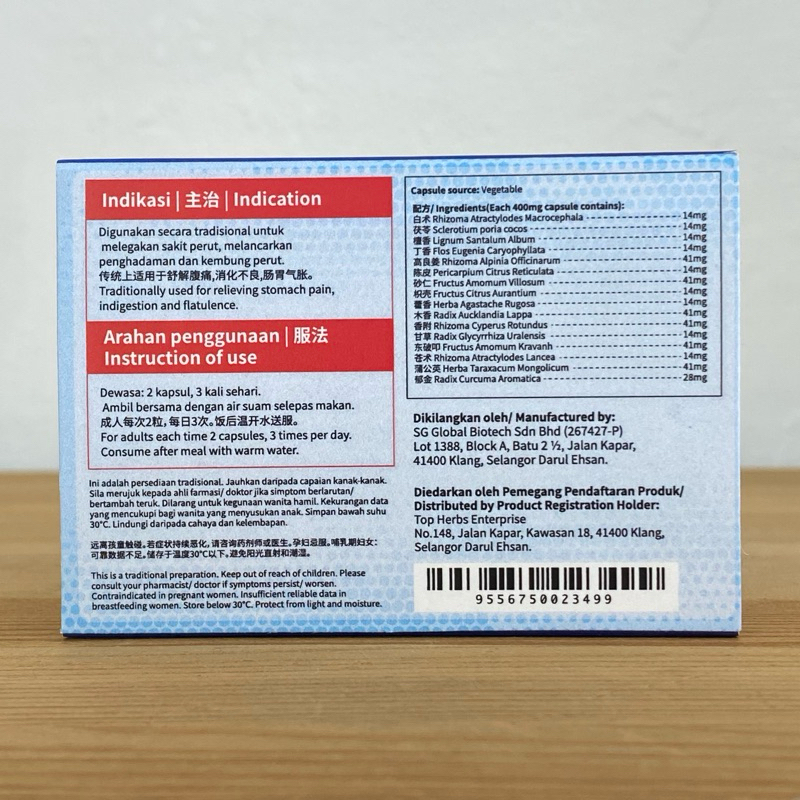 Indikasi | 主治 | Indication
Digunakan secara tradisional untuk
melegakan sakit perut, melancarkan
penghadaman dan kembung perut.
传统上适用于舒解腹痛,消化不良,肠胃气胀。
Traditionally used for relieving stomach pain,
indigestion and flatulence.
Arahan penggunaan | 服法
Instruction of use
Dewasa: 2 kapsul, 3 kali sehari.
Ambil bersama dengan air suam selepas makan.
成人每次2粒,每日3次。饭后温开水送服。
For adults each time 2 capsules, 3 times per day.
Consume after meal with warm water.
Ini adalah persediaan tradisional. Jauhkan daripada capaian kanak-kanak.
Sila merujuk kepada ahli farmasi/ doktor jika simptom berlarutan/
bertambah teruk. Dilarang untuk kegunaan wanita hamil. Kekurangan data
yang mencukupi bagi wanita yang menyusukan anak. Simpan bawah suhu
30°C. Lindungi daripada cahaya dan kelembapan.
远离孩童触碰。若症状持续恶化,请咨询药剂师或医生。孕妇忌服。哺乳期妇女:
可靠数据不足。储存于温度30°C以下。避免阳光直射和潮湿。
This is a traditional preparation. Keep out of reach of children. Please
consult your pharmacist/ doctor if symptoms persist/ worsen.
Contraindicated in pregnant women. Insufficient reliable data in
breastfeeding women. Store below 30°C. Protect from light and moisture.
Capsule source: Vegetable
配方/ Ingredients(Each 400mg capsule contains):
白术 Rhizoma Atractylodes Macrocephala 14mg
茯苓 Sclerotium poria cocos 14mg
檀香 Lignum Santalum Album 14mg
丁香 Flos Eugenia Caryophyllata 14mg
高良姜 Rhizoma Alpinia Officinarum 41mg
陈皮 Pericarpium Citrus Reticulata 14mg
砂仁 Fructus Amomum Villosum 41mg
枳壳 Fructus Citrus Aurantium 14mg
藿香 Herba Agastache Rugosa 14mg
木香 Radix Aucklandia Lappa 41mg
香附 Rhizoma Cyperus Rotundus 41mg
甘草 Radix Glycyrrhiza Uralensis 14mg
东破叩 Fructus Amomum Kravanh 41mg
苍术 Rhizoma Atractylodes Lancea 14mg
蒲公英 Herba Taraxacum Mongolicum 41mg
郁金 Radix Curcuma Aromatica 28mg
Dikilangkan oleh/ Manufactured by:
SG Global Biotech Sdn Bhd (267427-P)
Lot 1388, Block A, Batu 2 ½, Jalan Kapar,
41400 Klang, Selangor Darul Ehsan.
Diedarkan oleh Pemegang Pendaftaran Produk/
Distributed by Product Registration Holder:
Top Herbs Enterprise
No.148, Jalan Kapar, Kawasan 18, 41400 Klang,
Selangor Darul Ehsan.
9556750023499